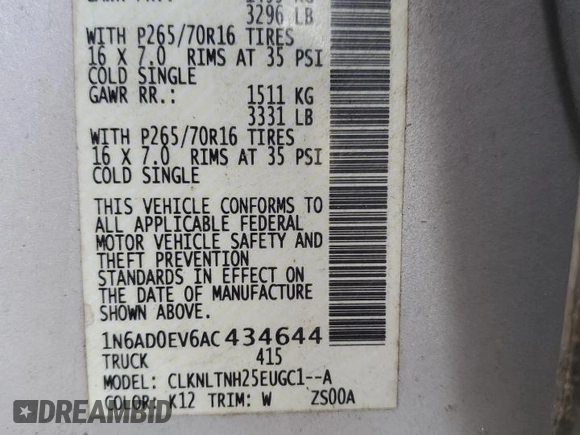 3296 LB
WITH P265/70R16 TIRES
16 X 7.0 RIMS AT 35 PSI
COLD SINGLE
GAWR RR.: 1511 KG
3331 LB
WITH P265/70R16 TIRES
16 X 7.0 RIMS AT 35 PSI
COLD SINGLE
THIS VEHICLE CONFORMS TO
ALL APPLICABLE FEDERAL
MOTOR VEHICLE SAFETY AND
THEFT PREVENTION
STANDARDS IN EFFECT ON
THE DATE OF MANUFACTURE
SHOWN ABOVE.
1N6AD0EV6AC434644
TRUCK 415
MODEL: CLKNLTNH25EUGC1--A
COLOR: K12 TRIM: W ZS00A
DREAMBID